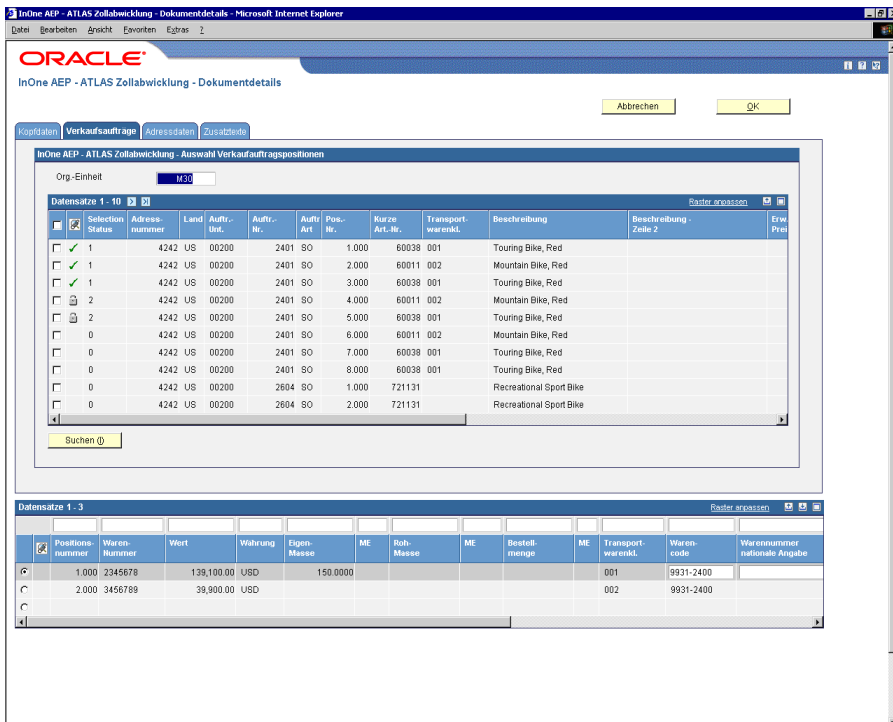 InOne AEP - ATLAS Zollabwicklung - Dokumentdetails - Microsoft Internet Explorer
Datei Bearbeiten Ansicht Favoriten Extras ?
ORACLE
InOne AEP - ATLAS Zollabwicklung - Dokumentdetails
Abbrechen OK
Kopfdaten Verkaufsaufträge Adressdaten Zusatztexte
InOne AEP - ATLAS Zollabwicklung - Auswahl Verkaufauftragspositionen
Org.-Einheit M30
Datensätze 1 - 10 Raster anpassen
Selection Status Adress-nummer Land Auftr.-Unt. Auftr.-Nr. Auftr Art Pos.-Nr. Kurze Art.-Nr. Transport-warenkl. Beschreibung Beschreibung - Zeile 2 Erw. Prei
1 4242 US 00200 2401 SO 1.000 60038 001 Touring Bike, Red
1 4242 US 00200 2401 SO 2.000 60011 002 Mountain Bike, Red
1 4242 US 00200 2401 SO 3.000 60038 001 Touring Bike, Red
2 4242 US 00200 2401 SO 4.000 60011 002 Mountain Bike, Red
2 4242 US 00200 2401 SO 5.000 60038 001 Touring Bike, Red
0 4242 US 00200 2401 SO 6.000 60011 002 Mountain Bike, Red
0 4242 US 00200 2401 SO 7.000 60038 001 Touring Bike, Red
0 4242 US 00200 2401 SO 8.000 60038 001 Touring Bike, Red
0 4242 US 00200 2604 SO 1.000 721131 Recreational Sport Bike
0 4242 US 00200 2604 SO 2.000 721131 Recreational Sport Bike
Suchen (I)
Datensätze 1 - 3 Raster anpassen
Positions-nummer Waren-Nummer Wert Währung Eigen-Masse ME Roh-Masse ME Bestell-menge ME Transport-warenkl. Waren-code Warennummer nationale Angabe
1.000 2345678 139,100.00 USD 150.0000 001 9931-2400
2.000 3456789 39,900.00 USD 002 9931-2400